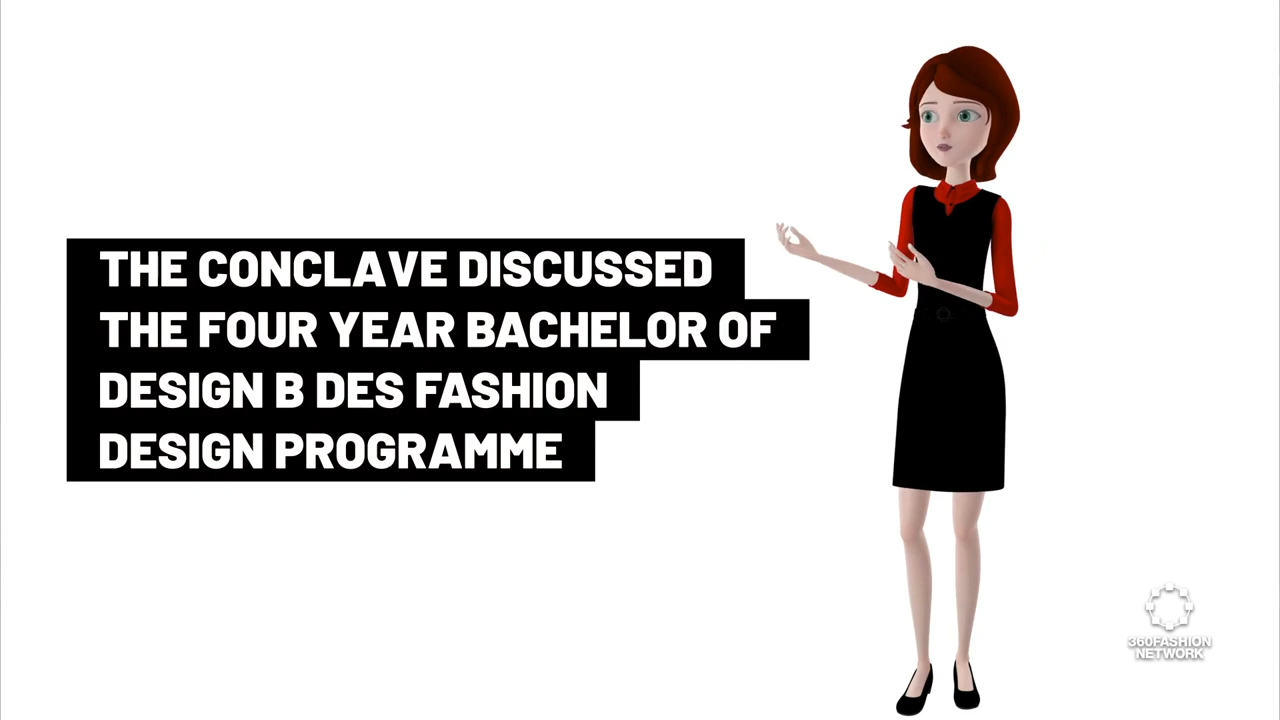 THE CONCLAVE DISCUSSED
THE FOUR YEAR BACHELOR OF
DESIGN B DES FASHION
DESIGN PROGRAMME
360FASHION
NETWORK